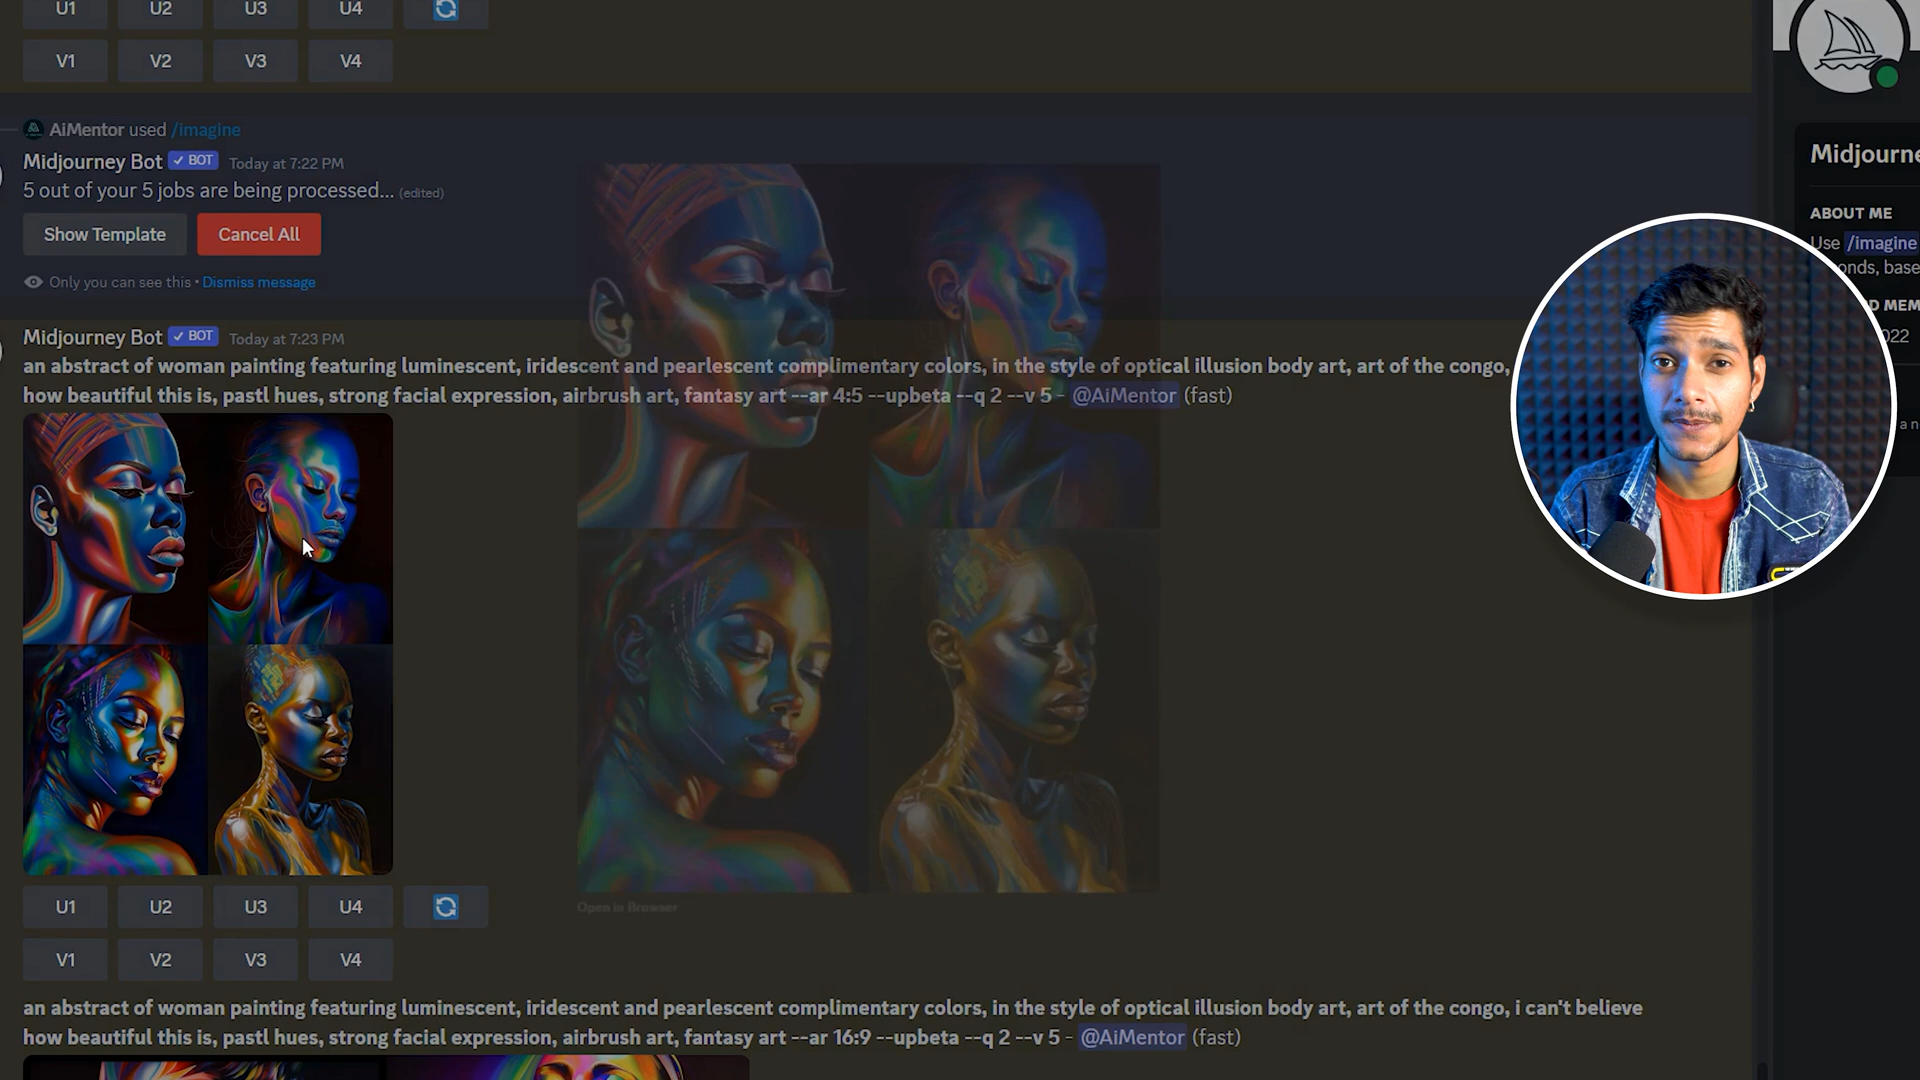 U1 U2 U3 U4
V1 V2 V3 V4
AiMentor used /imagine
Midjourney Bot ✓ BOT Today at 7:22 PM
5 out of your 5 jobs are being processed... (edited)
Show Template Cancel All
Only you can see this • Dismiss message
Midjourney Bot ✓ BOT Today at 7:23 PM
an abstract of woman painting featuring luminescent, iridescent and pearlescent complimentary colors, in the style of optical illusion body art, art of the congo,
how beautiful this is, pastl hues, strong facial expression, airbrush art, fantasy art --ar 4:5 --upbeta --q 2 --v 5 - @AiMentor (fast)
Open in Browser
U1 U2 U3 U4
V1 V2 V3 V4
an abstract of woman painting featuring luminescent, iridescent and pearlescent complimentary colors, in the style of optical illusion body art, art of the congo, i can't believe
how beautiful this is, pastl hues, strong facial expression, airbrush art, fantasy art --ar 16:9 --upbeta --q 2 --v 5 - @AiMentor (fast)
Midjourne
ABOUT ME
Use /imagine
onds, base
D MEM
022
a n